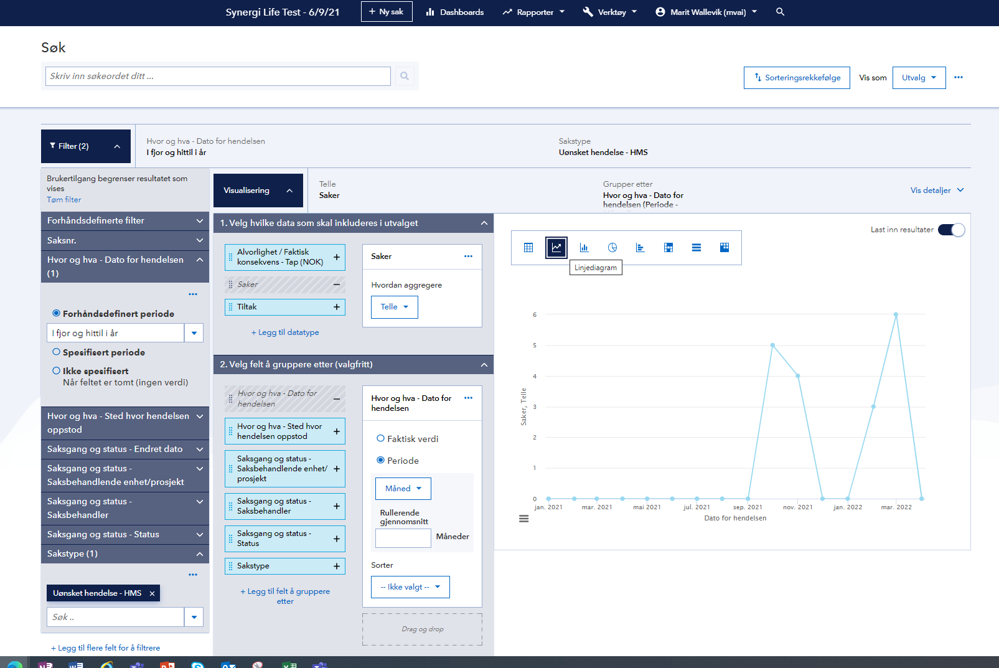 Synergi Life Test - 6/9/21
+ Ny sak
Dashboards
Rapporter
Verktøy
Marit Wallevik (mvai)
Søk
Skriv inn søkeordet ditt ...
Sorteringsrekkefølge
Vis som
Utvalg
Filter (2)
Hvor og hva - Dato for hendelsen
I fjor og hittil i år
Sakstype
Uønsket hendelse - HMS
Brukertilgang begrenser resultatet som
vises
Tøm filter
Forhåndsdefinerte filter
Saksnr.
Hvor og hva - Dato for hendelsen
(1)
Forhåndsdefinert periode
I fjor og hittil i år
Spesifisert periode
Ikke spesifisert
Når feltet er tomt (ingen verdi)
Hvor og hva - Sted hvor hendelsen
oppstod
Saksgang og status - Endret dato
Saksgang og status -
Saksbehandlende enhet/prosjekt
Saksgang og status -
Saksbehandler
Saksgang og status - Status
Sakstype (1)
Uønsket hendelse - HMS
Søk ..
+ Legg til flere felt for å filtrere
Visualisering
Telle
Saker
Grupper etter
Hvor og hva - Dato for
hendelsen (Periode -
Vis detaljer
1. Velg hvilke data som skal inkluderes i utvalget
Alvorlighet / Faktisk
konsekvens - Tap (NOK)
Saker
Tiltak
+ Legg til datatype
Saker
Hvordan aggregere
Telle
2. Velg felt å gruppere etter (valgfritt)
Hvor og hva - Dato for
hendelsen
Hvor og hva - Sted hvor
hendelsen oppstod
Saksgang og status -
Saksbehandlende enhet/
prosjekt
Saksgang og status -
Saksbehandler
Saksgang og status -
Status
Sakstype
+ Legg til felt å gruppere
etter
Hvor og hva - Dato for
hendelsen
Faktisk verdi
Periode
Måned
Rullerende
gjennomsnitt
Måneder
Sorter
-- Ikke valgt --
Drag og drop
Last inn resultater
Linjediagram
6
5
4
3
2
1
0
Saker, Telle
jan. 2021
mar. 2021
mai 2021
jul. 2021
sep. 2021
nov. 2021
jan. 2022
mar. 2022
Dato for hendelsen